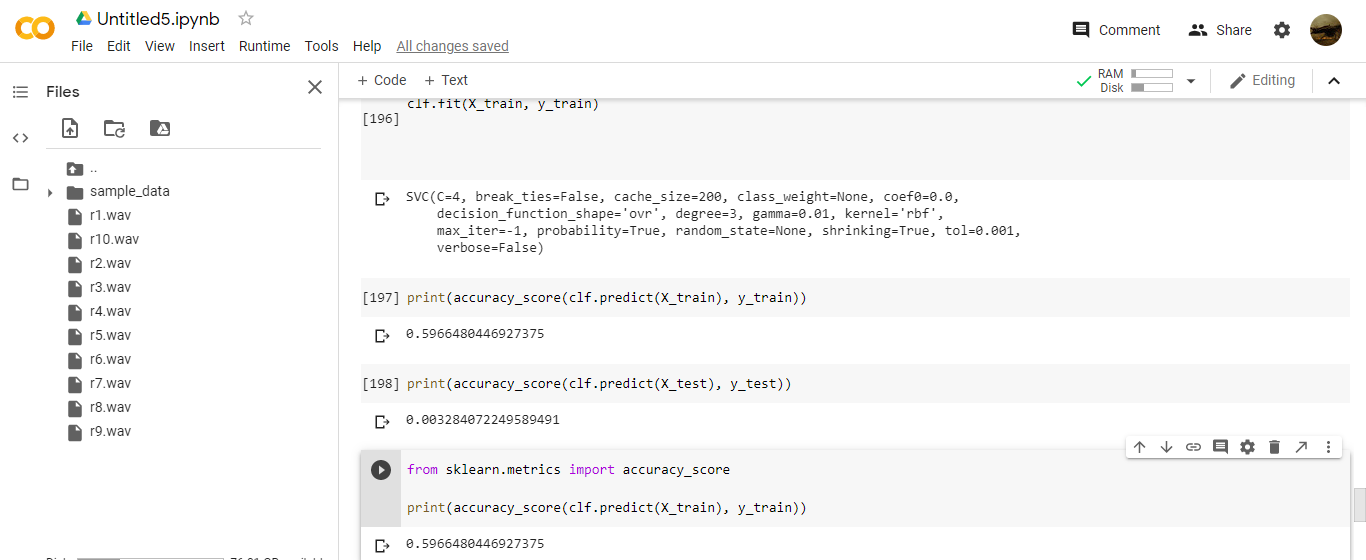 Untitled5.ipynb
File Edit View Insert Runtime Tools Help All changes saved
Comment Share
Files
+ Code + Text
RAM
Disk
Editing
..
sample_data
r1.wav
r10.wav
r2.wav
r3.wav
r4.wav
r5.wav
r6.wav
r7.wav
r8.wav
r9.wav
clf.fit(X_train, y_train)
[196]
SVC(C=4, break_ties=False, cache_size=200, class_weight=None, coef0=0.0,
decision_function_shape='ovr', degree=3, gamma=0.01, kernel='rbf',
max_iter=-1, probability=True, random_state=None, shrinking=True, tol=0.001,
verbose=False)
[197] print(accuracy_score(clf.predict(X_train), y_train))
0.5966480446927375
[198] print(accuracy_score(clf.predict(X_test), y_test))
0.003284072249589491
from sklearn.metrics import accuracy_score
print(accuracy_score(clf.predict(X_train), y_train))
0.5966480446927375